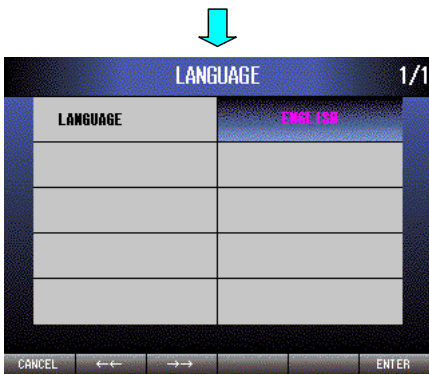 LANGUAGE 1/1
LANGUAGE ENGLISH
CANCEL ←← →→ ENTER